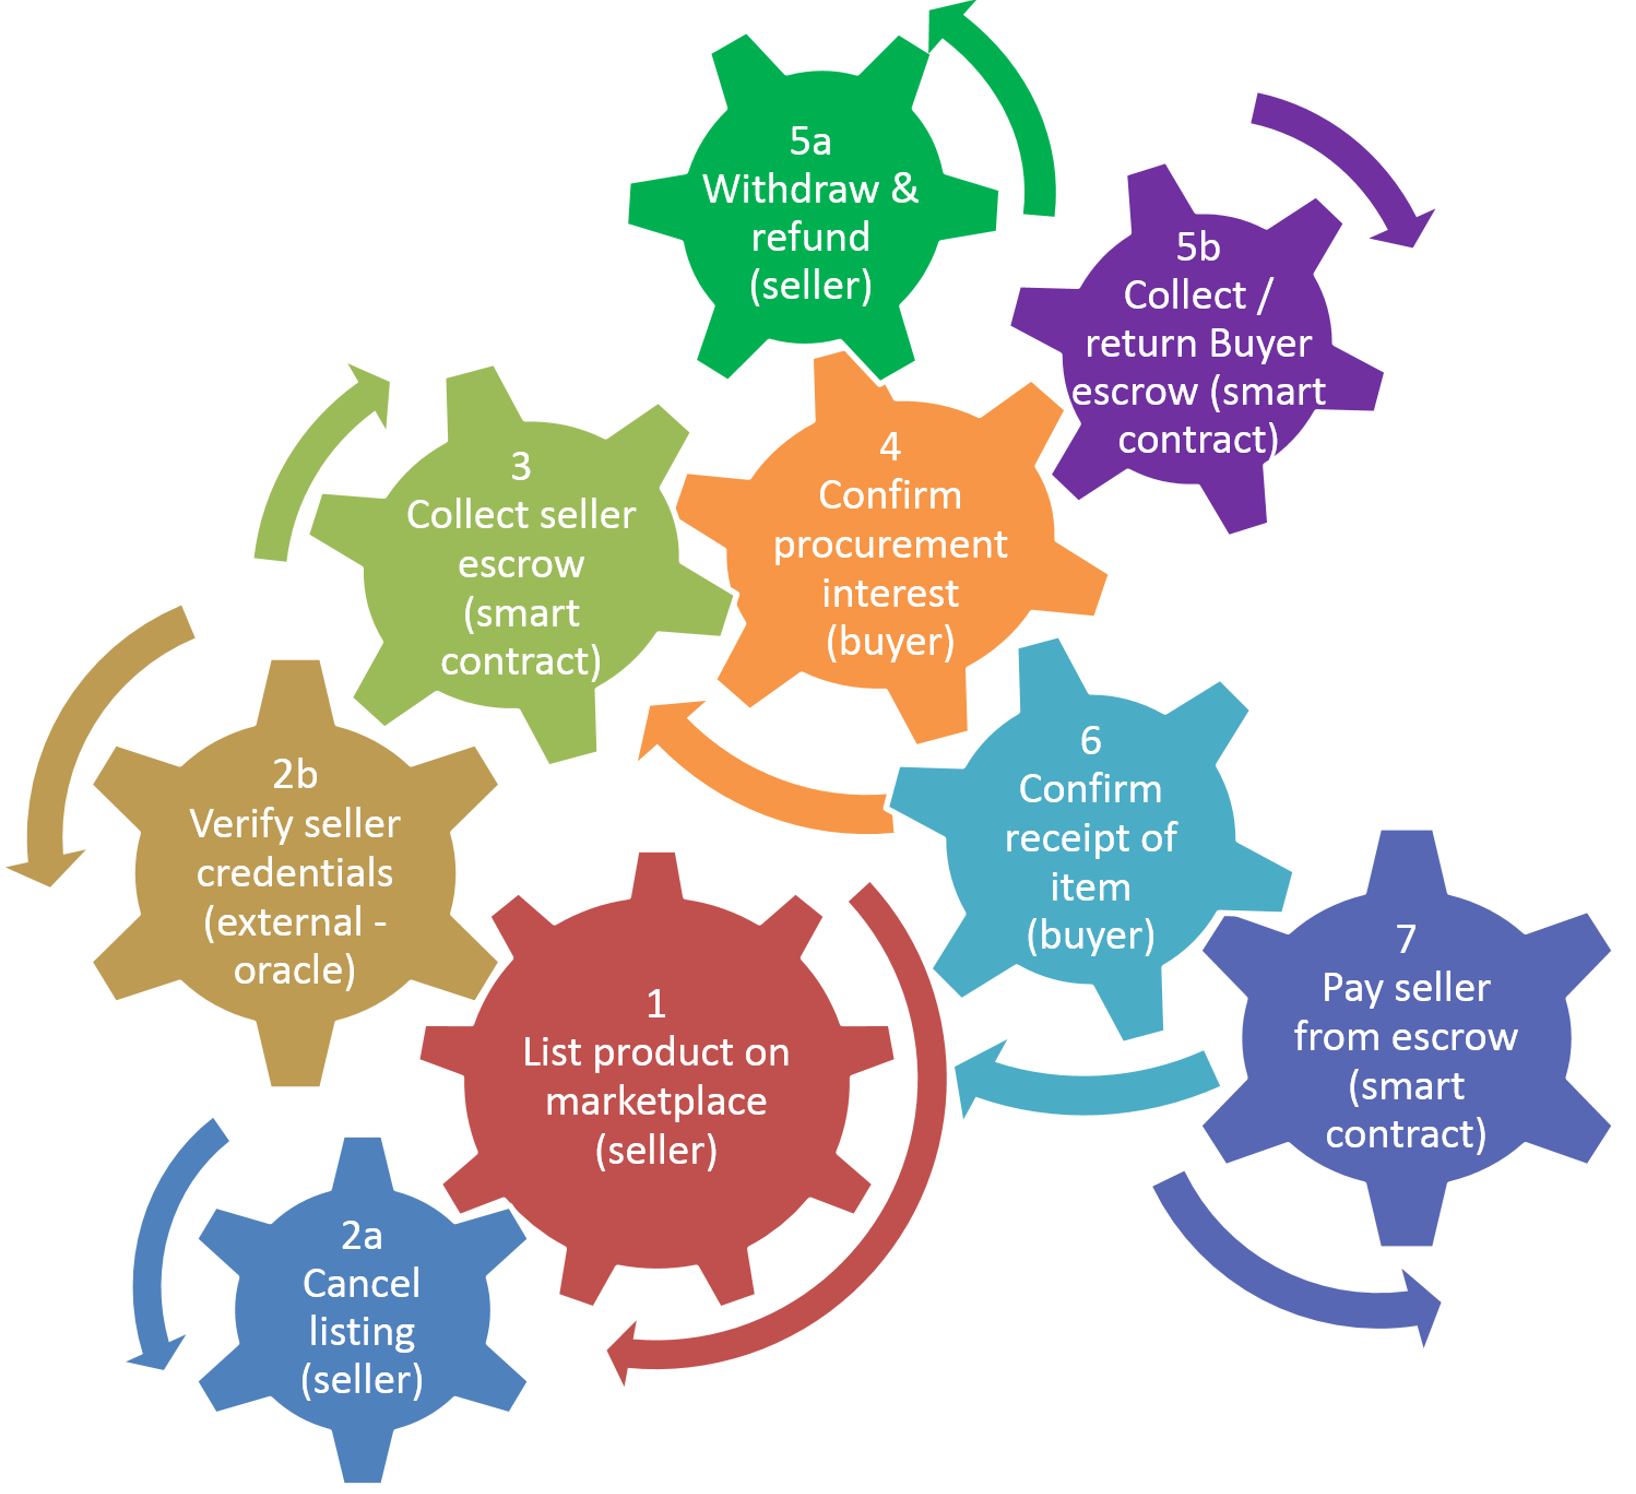 5a
Withdraw &
refund
(seller)
5b
Collect /
return Buyer
escrow (smart
contract)
3
Collect seller
escrow
(smart
contract)
4
Confirm
procurement
interest
(buyer)
2b
Verify seller
credentials
(external -
oracle)
6
Confirm
receipt of
item
(buyer)
1
List product on
marketplace
(seller)
7
Pay seller
from escrow
(smart
contract)
2a
Cancel
listing
(seller)